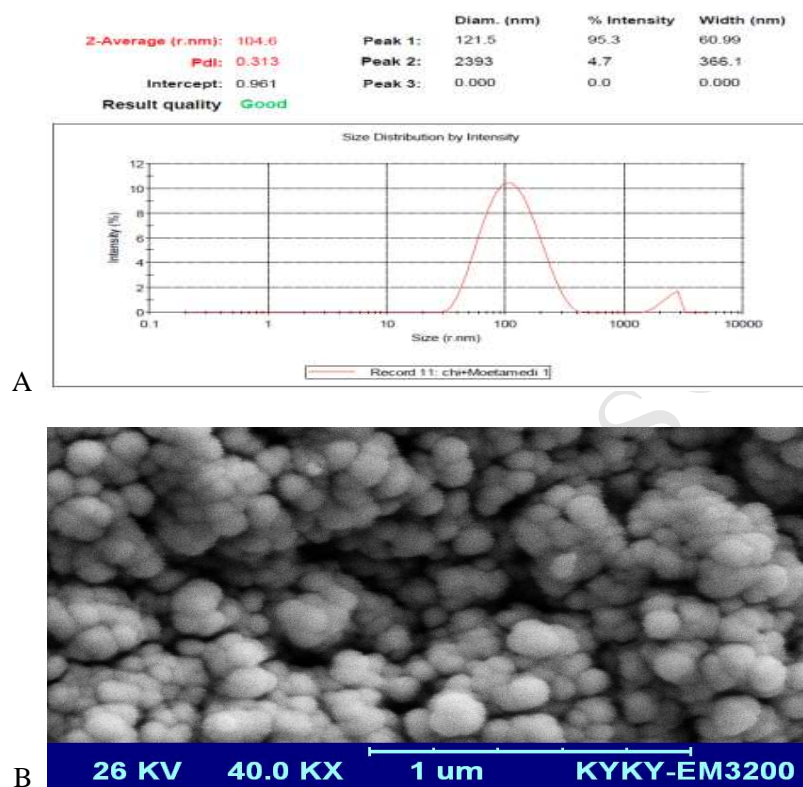 Diam. (nm) % Intensity Width (nm)
Z-Average (r.nm): 104.6 Peak 1: 121.5 95.3 60.99
PdI: 0.313 Peak 2: 2393 4.7 366.1
Intercept: 0.961 Peak 3: 0.000 0.0 0.000
Result quality Good
Size Distribution by Intensity
12
10
8
6
4
2
0
Intensity (%)
0.1 1 10 100 1000 10000
Size (r.nm)
Record 11: chi+Moetamedi 1
A
B
26 KV 40.0 KX 1 um KYKY-EM3200